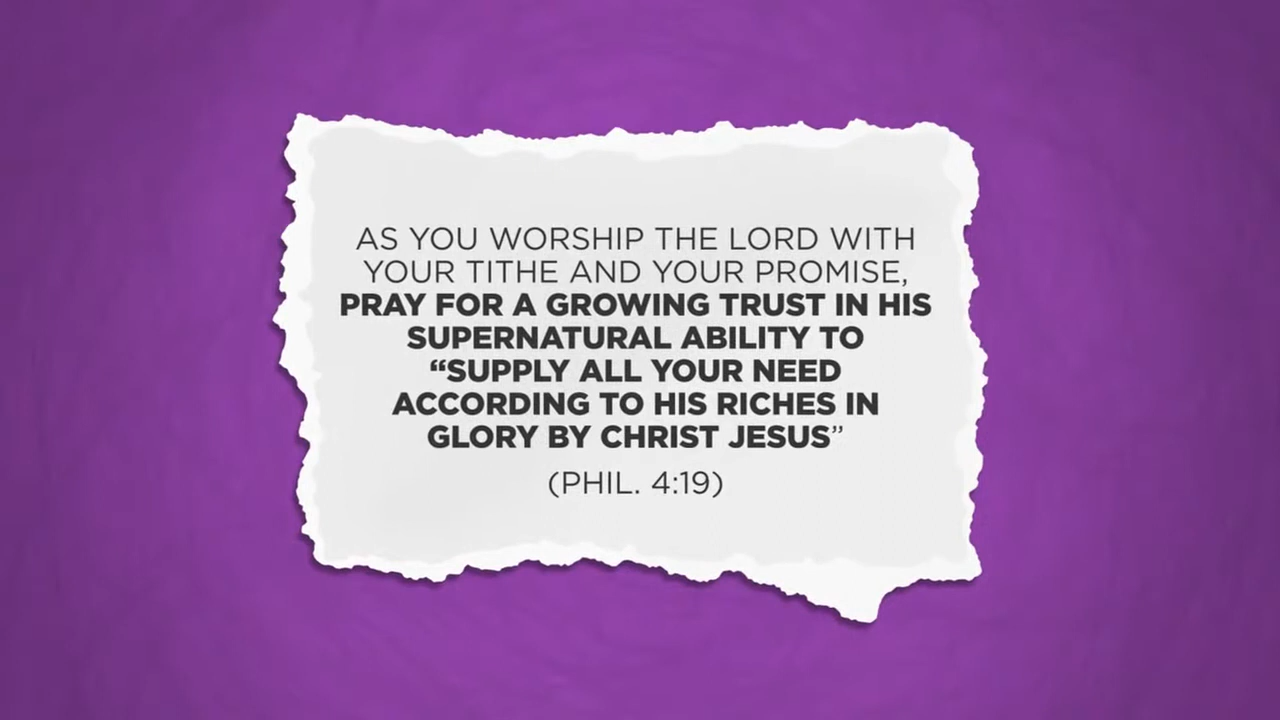 AS YOU WORSHIP THE LORD WITH
YOUR TITHE AND YOUR PROMISE,
PRAY FOR A GROWING TRUST IN HIS
SUPERNATURAL ABILITY TO
“SUPPLY ALL YOUR NEED
ACCORDING TO HIS RICHES IN
GLORY BY CHRIST JESUS”
(PHIL. 4:19)